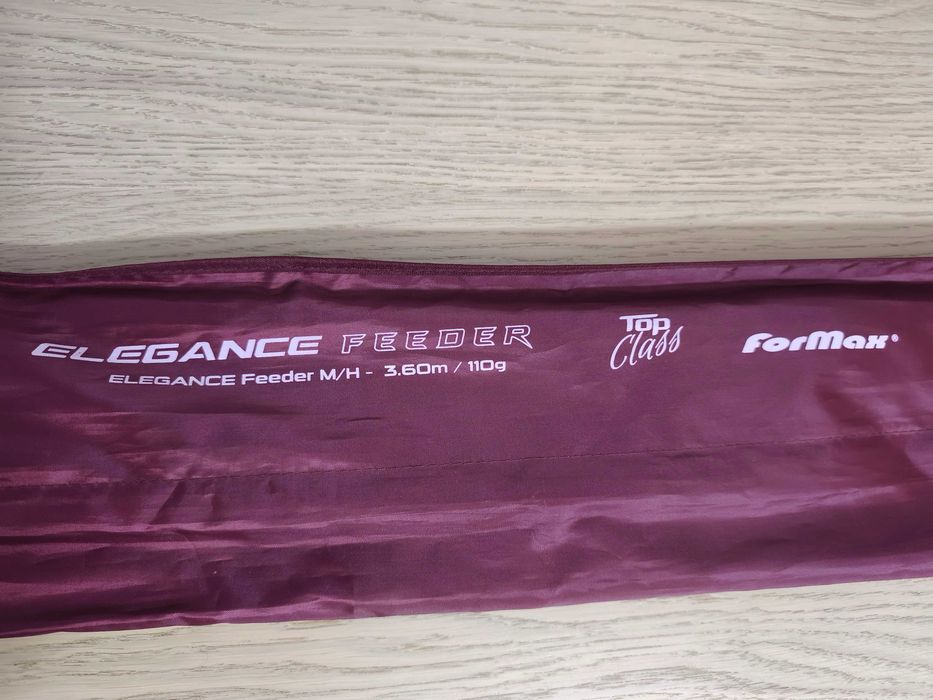 ELEGANCE FEEDER
ELEGANCE Feeder M/H - 3.60m / 110g
Top
Class
ForMax®